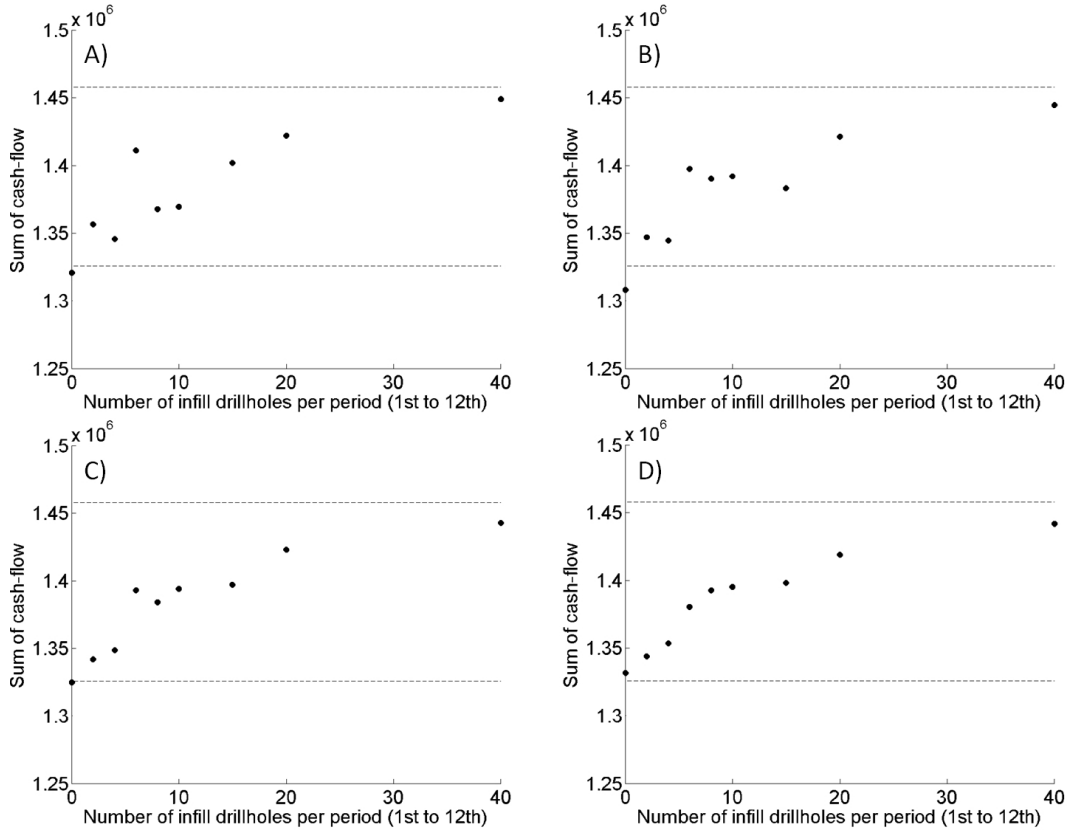 x 10^6
1.5
A)
1.45
1.4
1.35
1.3
1.25
Sum of cash-flow
0 10 20 30 40
Number of infill drillholes per period (1st to 12th)
x 10^6
1.5
B)
1.45
1.4
1.35
1.3
1.25
Sum of cash-flow
0 10 20 30 40
Number of infill drillholes per period (1st to 12th)
x 10^6
1.5
C)
1.45
1.4
1.35
1.3
1.25
Sum of cash-flow
0 10 20 30 40
Number of infill drillholes per period (1st to 12th)
x 10^6
1.5
D)
1.45
1.4
1.35
1.3
1.25
Sum of cash-flow
0 10 20 30 40
Number of infill drillholes per period (1st to 12th)